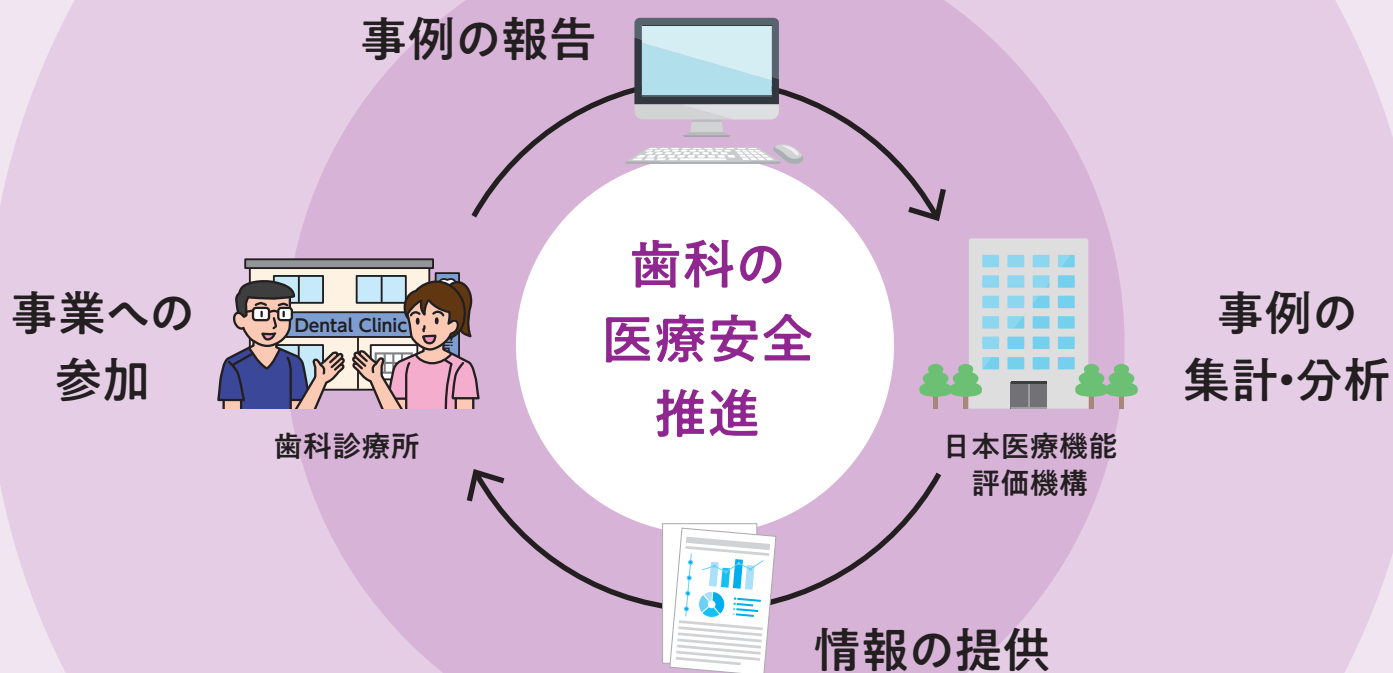 事例の報告
歯科の
医療安全
推進
事業への
参加
Dental Clinic
歯科診療所
事例の
集計・分析
日本医療機能
評価機構
情報の提供